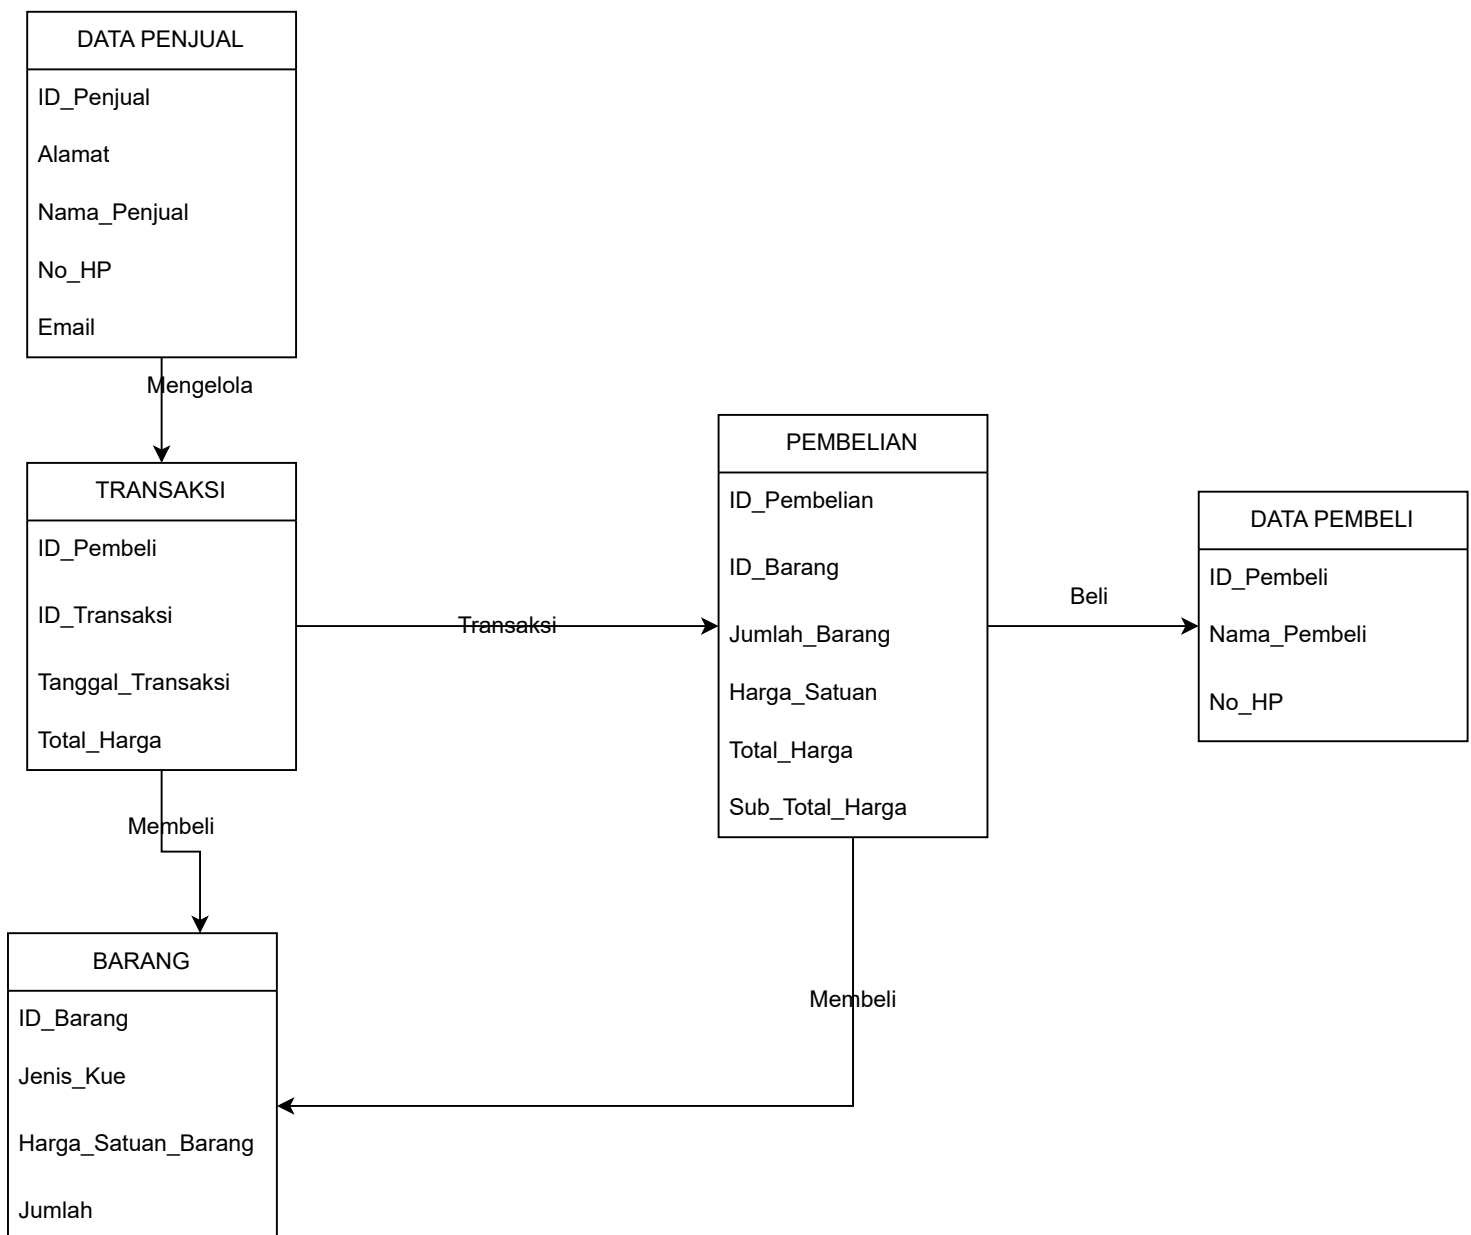 DATA PENJUAL
ID_Penjual
Alamat
Nama_Penjual
No_HP
Email
Mengelola
TRANSAKSI
ID_Pembeli
ID_Transaksi
Tanggal_Transaksi
Total_Harga
Transaksi
PEMBELIAN
ID_Pembelian
ID_Barang
Jumlah_Barang
Harga_Satuan
Total_Harga
Sub_Total_Harga
Beli
DATA PEMBELI
ID_Pembeli
Nama_Pembeli
No_HP
Membeli
Membeli
BARANG
ID_Barang
Jenis_Kue
Harga_Satuan_Barang
Jumlah